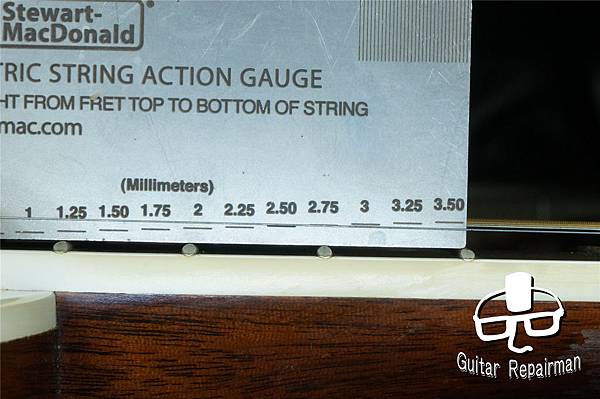 Stewart-
MacDonald®
TRIC STRING ACTION GAUGE
HT FROM FRET TOP TO BOTTOM OF STRING
mac.com
(Millimeters)
1 1.25 1.50 1.75 2 2.25 2.50 2.75 3 3.25 3.50
Guitar Repairman